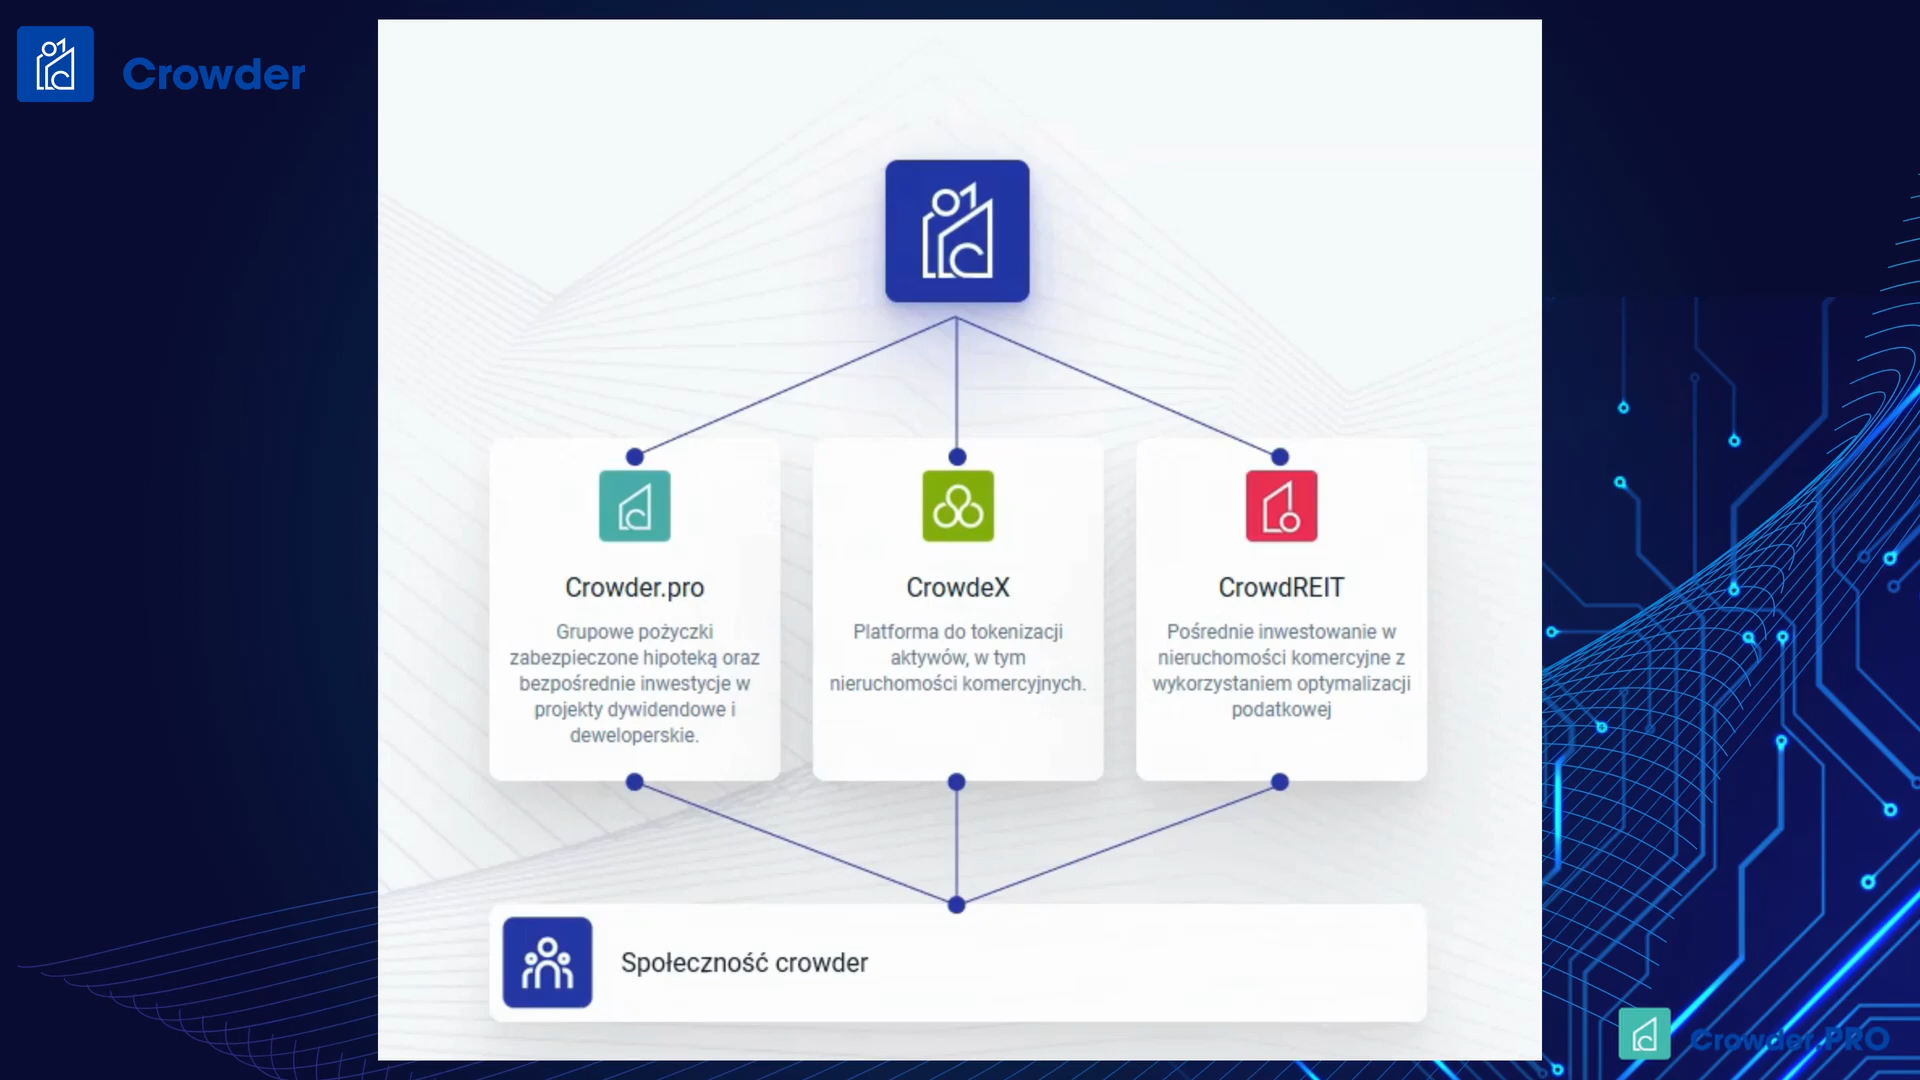 Crowder
Crowder.pro
Grupowe pożyczki
zabezpieczone hipoteką oraz
bezpośrednie inwestycje w
projekty dywidendowe i
deweloperskie.
CrowdeX
Platforma do tokenizacji
aktywów, w tym
nieruchomości komercyjnych.
CrowdREIT
Pośrednie inwestowanie w
nieruchomości komercyjne z
wykorzystaniem optymalizacji
podatkowej
Społeczność crowder
Crowder.PRO